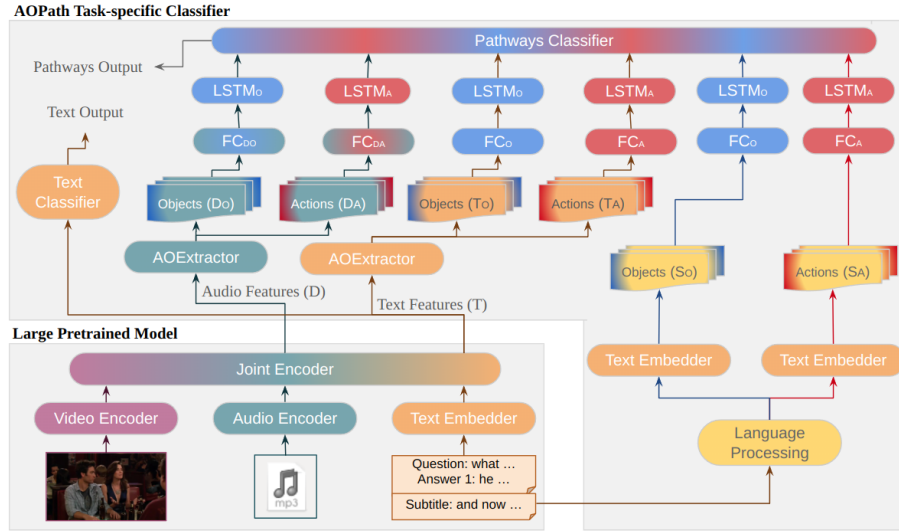 AOPath Task-specific Classifier
Pathways Classifier
Pathways Output
Text Output
LSTMO
LSTMA
LSTMO
LSTMA
LSTMO
LSTMA
FCDO
FCDA
FCO
FCA
FCO
FCA
Text
Classifier
Objects (DO)
Actions (DA)
Objects (TO)
Actions (TA)
AOExtractor
AOExtractor
Objects (SO)
Actions (SA)
Audio Features (D)
Text Features (T)
Large Pretrained Model
Joint Encoder
Text Embedder
Text Embedder
Video Encoder
Audio Encoder
Text Embedder
Language
Processing
mp3
Question: what ...
Answer 1: he ...
Subtitle: and now ...